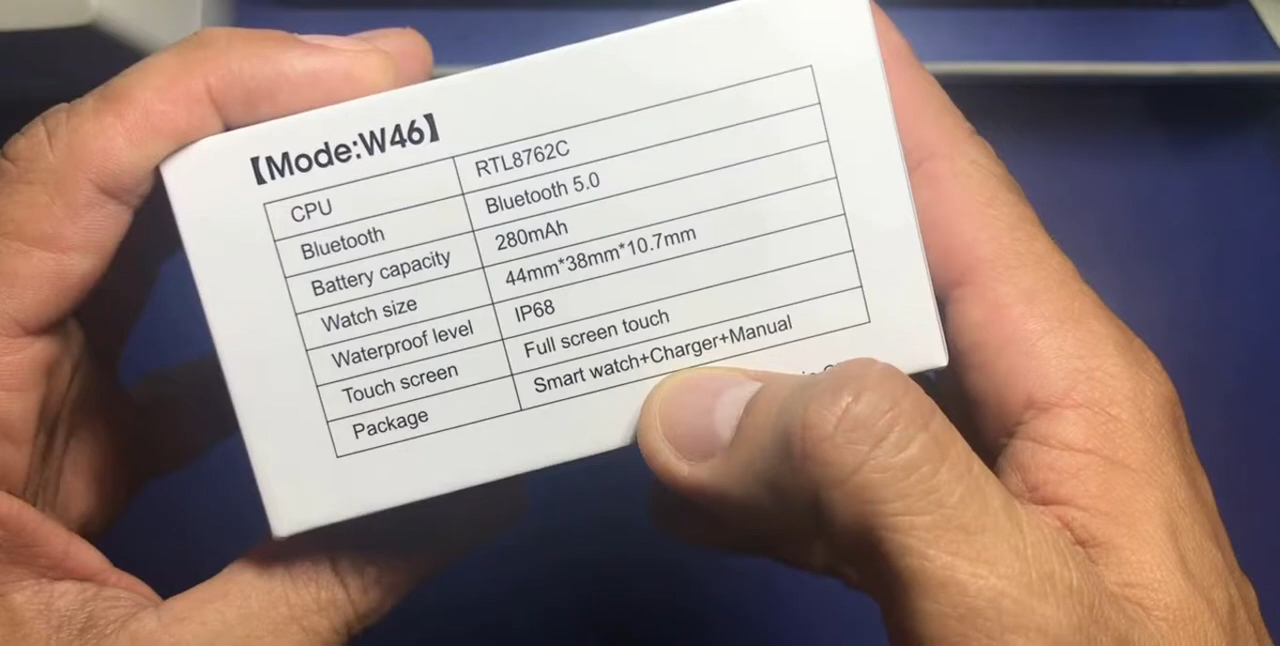 【Mode:W46】
CPU RTL8762C
Bluetooth Bluetooth 5.0
Battery capacity 280mAh
Watch size 44mm*38mm*10.7mm
Waterproof level IP68
Touch screen Full screen touch
Package Smart watch+Charger+Manual